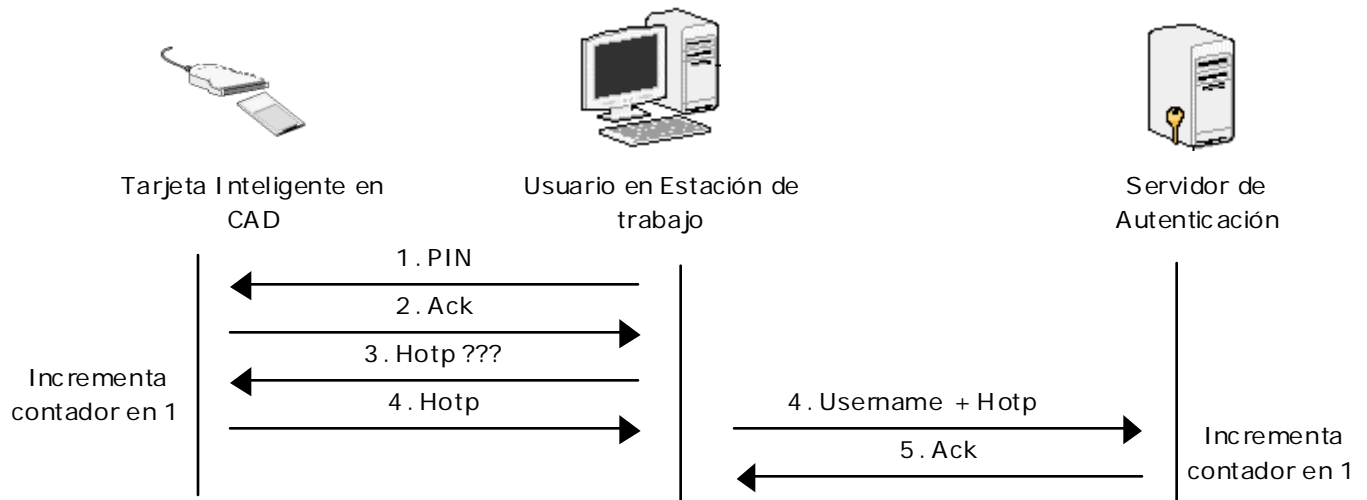 Tarjeta Inteligente en
CAD
Usuario en Estación de
trabajo
Servidor de
Autenticación
1. PIN
2. Ack
3. Hotp ???
4. Hotp
Incrementa
contador en 1
4. Username + Hotp
5. Ack
Incrementa
contador en 1